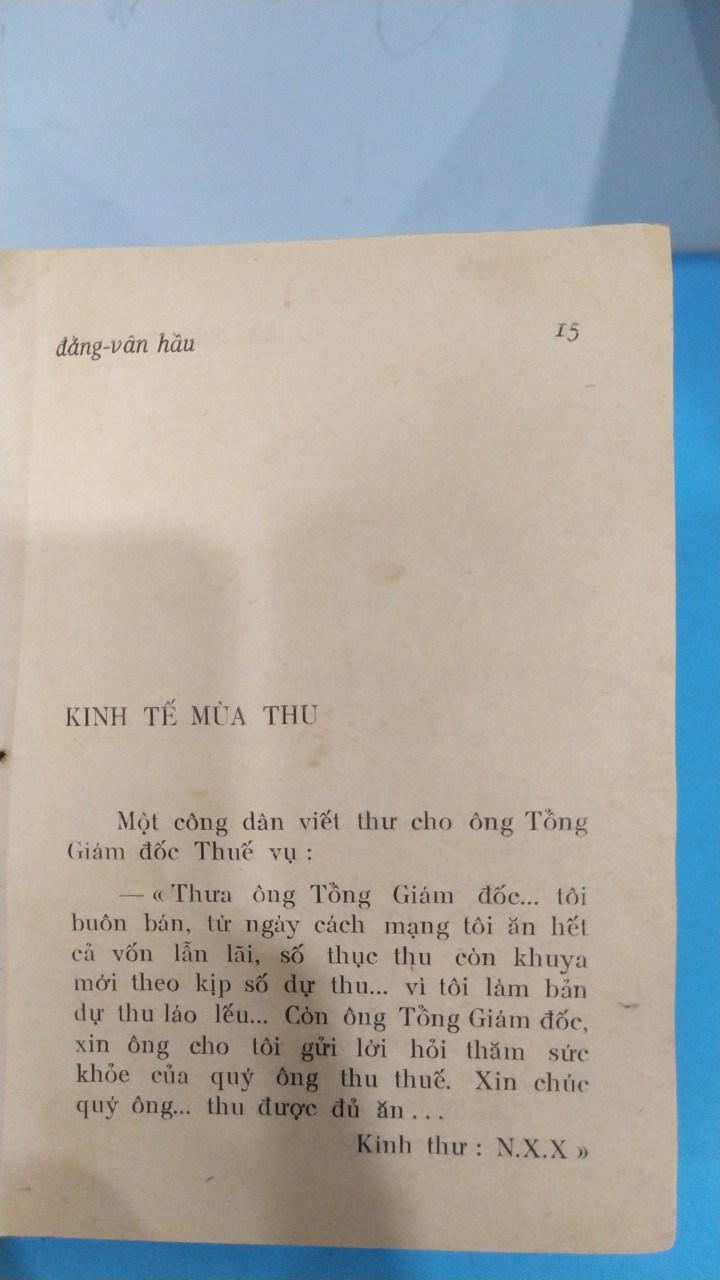 đằng-vân hầu
15
KINH TẾ MÙA THU
Một công dân viết thư cho ông Tổng
Giám đốc Thuế vụ :
— « Thưa ông Tổng Giám đốc... tôi
buôn bán, từ ngày cách mạng tôi ăn hết
cả vốn lẫn lãi, số thục thu còn khuya
mới theo kịp số dự thu... vì tôi làm bản
dự thu láo lếu... Còn ông Tổng Giám đốc,
xin ông cho tôi gửi lời hỏi thăm sức
khỏe của quý ông thu thuế. Xin chúc
quý ông... thu được đủ ăn . . .
Kính thư : N.X.X »